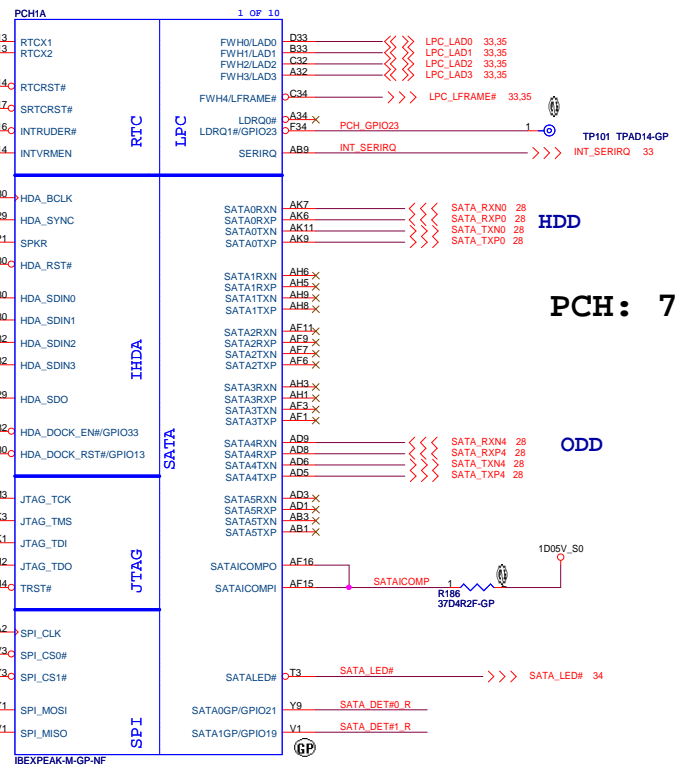 PCH1A 1 OF 10
RTCX1
RTCX2
RTCRST#
SRTCRST#
INTRUDER#
INTVRMEN
RTC
LPC
FWH0/LAD0 D33 LPC_LAD0 33,35
FWH1/LAD1 B33 LPC_LAD1 33,35
FWH2/LAD2 C32 LPC_LAD2 33,35
FWH3/LAD3 A32 LPC_LAD3 33,35
FWH4/LFRAME# C34 LPC_LFRAME# 33,35
LDRQ0# A34
LDRQ1#/GPIO23 F34 PCH_GPIO23 1
TP101 TPAD14-GP
SERIRQ AB9 INT_SERIRQ INT_SERIRQ 33
HDA_BCLK
HDA_SYNC
SPKR
HDA_RST#
HDA_SDIN0
HDA_SDIN1
HDA_SDIN2
HDA_SDIN3
HDA_SDO
HDA_DOCK_EN#/GPIO33
HDA_DOCK_RST#/GPIO13
IHDA
SATA
SATA0RXN AK7 SATA_RXN0 28
SATA0RXP AK6 SATA_RXP0 28
SATA0TXN AK11 SATA_TXN0 28
SATA0TXP AK9 SATA_TXP0 28
HDD
SATA1RXN AH6
SATA1RXP AH5
SATA1TXN AH9
SATA1TXP AH8
PCH: 7
SATA2RXN AF11
SATA2RXP AF9
SATA2TXN AF7
SATA2TXP AF6
SATA3RXN AH3
SATA3RXP AH1
SATA3TXN AF3
SATA3TXP AF1
SATA4RXN AD9 SATA_RXN4 28
SATA4RXP AD8 SATA_RXP4 28
SATA4TXN AD6 SATA_TXN4 28
SATA4TXP AD5 SATA_TXP4 28
ODD
SATA5RXN AD3
SATA5RXP AD1
SATA5TXN AB3
SATA5TXP AB1
JTAG_TCK
JTAG_TMS
JTAG_TDI
JTAG_TDO
TRST#
JTAG
1D05V_S0
SATAICOMPO AF16
SATAICOMPI AF15 SATAICOMP 1
R186
37D4R2F-GP
SPI_CLK
SPI_CS0#
SPI_CS1#
SPI_MOSI
SPI_MISO
SPI
SATALED# T3 SATA_LED# SATA_LED# 34
SATA0GP/GPIO21 Y9 SATA_DET#0_R
SATA1GP/GPIO19 V1 SATA_DET#1_R
GP
IBEXPEAK-M-GP-NF